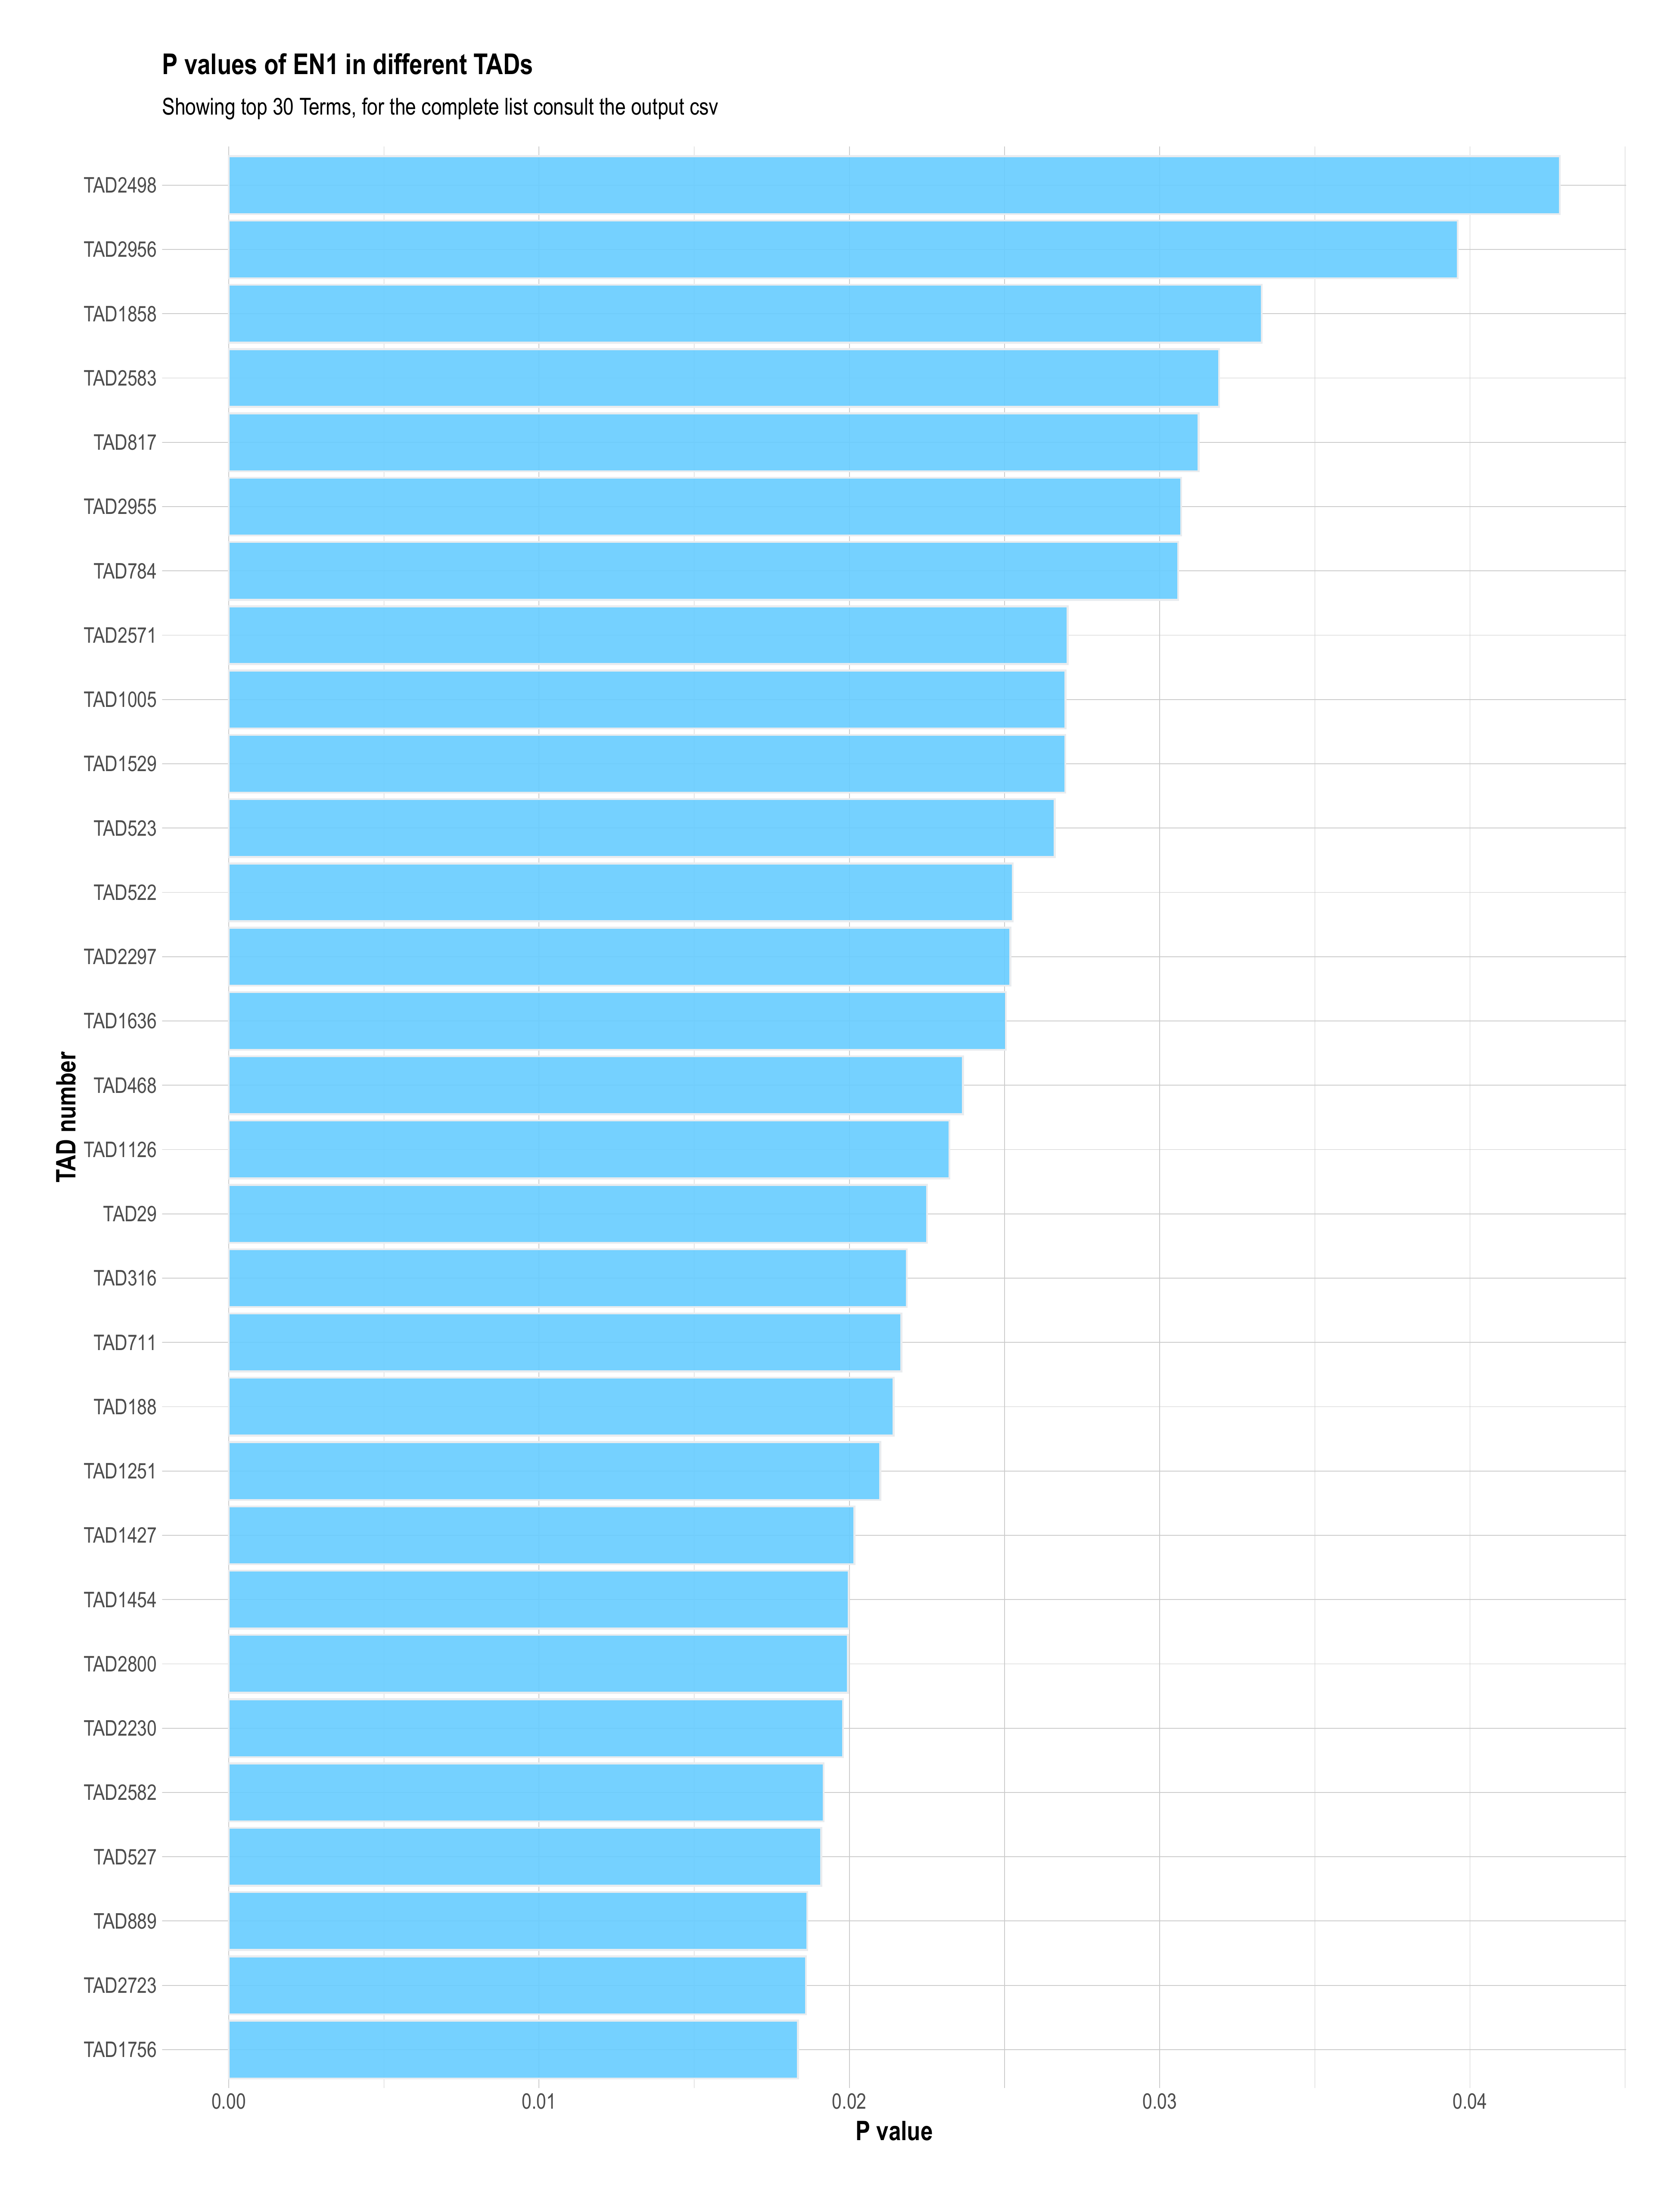 P values of EN1 in different TADs
Showing top 30 Terms, for the complete list consult the output csv
TAD2498
TAD2956
TAD1858
TAD2583
TAD817
TAD2955
TAD784
TAD2571
TAD1005
TAD1529
TAD523
TAD522
TAD2297
TAD1636
TAD468
TAD1126
TAD29
TAD316
TAD711
TAD188
TAD1251
TAD1427
TAD1454
TAD2800
TAD2230
TAD2582
TAD527
TAD889
TAD2723
TAD1756
TAD number
0.00 0.01 0.02 0.03 0.04
P value